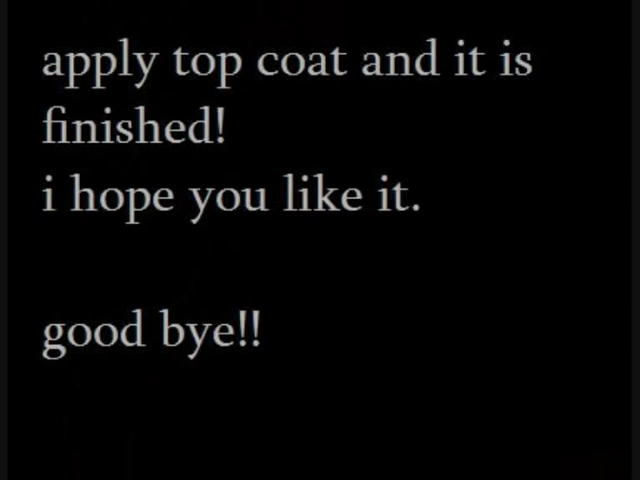 apply top coat and it is
finished!
i hope you like it.
good bye!!